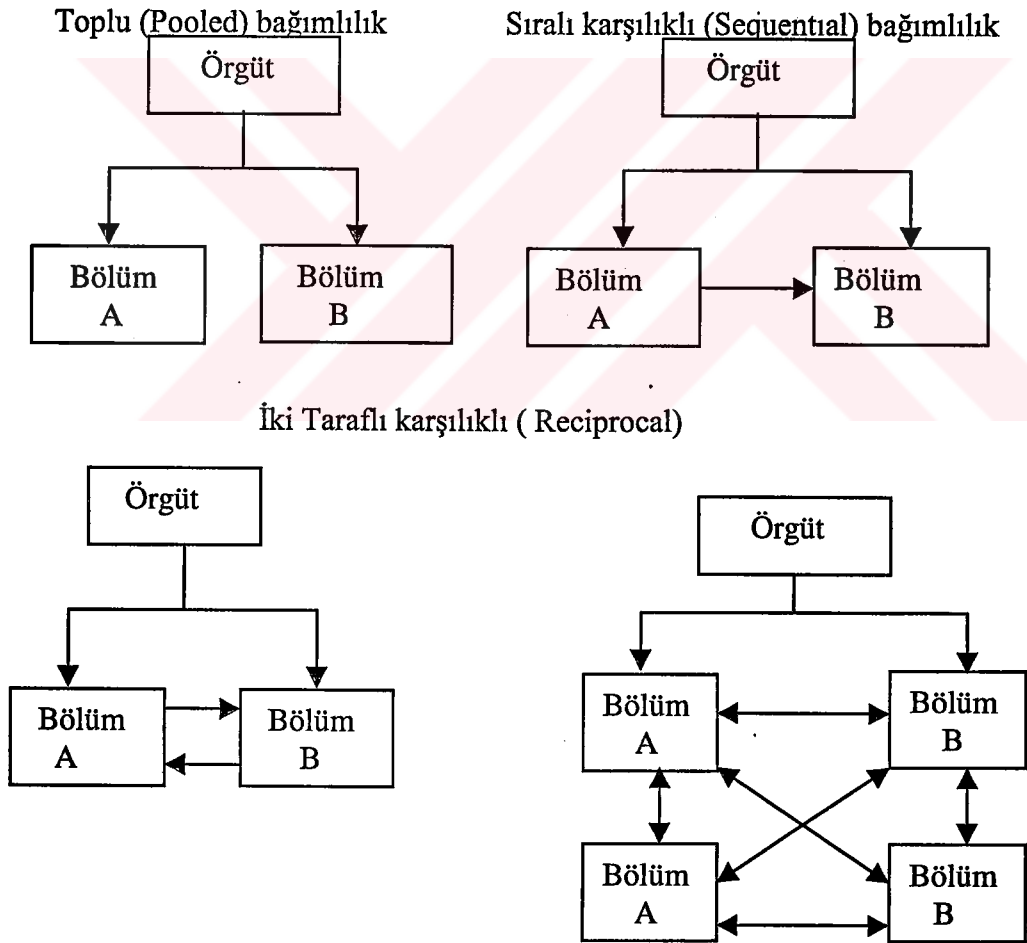 Toplu (Pooled) bağımlılık
Örgüt
Bölüm
A
Bölüm
B
Sıralı karşılıklı (Sequentıal) bağımlılık
Örgüt
Bölüm
A
Bölüm
B
İki Taraflı karşılıklı ( Reciprocal)
Örgüt
Bölüm
A
Bölüm
B
Örgüt
Bölüm
A
Bölüm
B
Bölüm
A
Bölüm
B